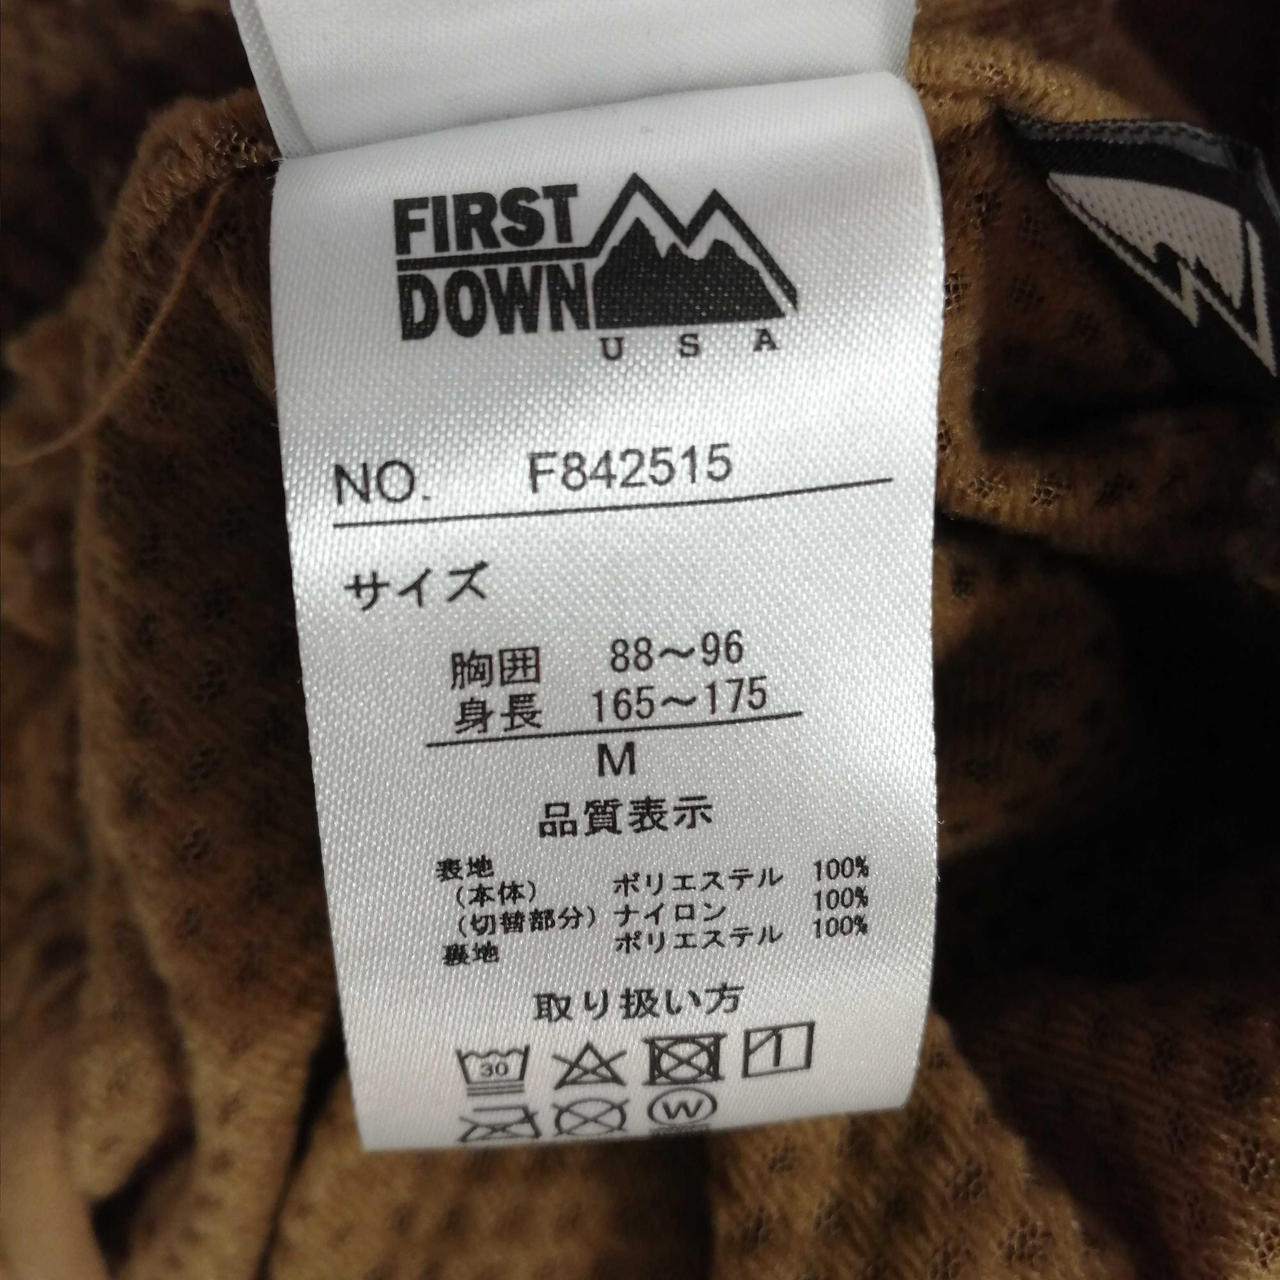 FIRST
DOWN
USA
NO. F842515
サイズ
胸囲 88～96
身長 165～175
M
品質表示
表地
（本体） ポリエステル 100%
（切替部分） ナイロン 100%
裏地 ポリエステル 100%
取り扱い方
30
W